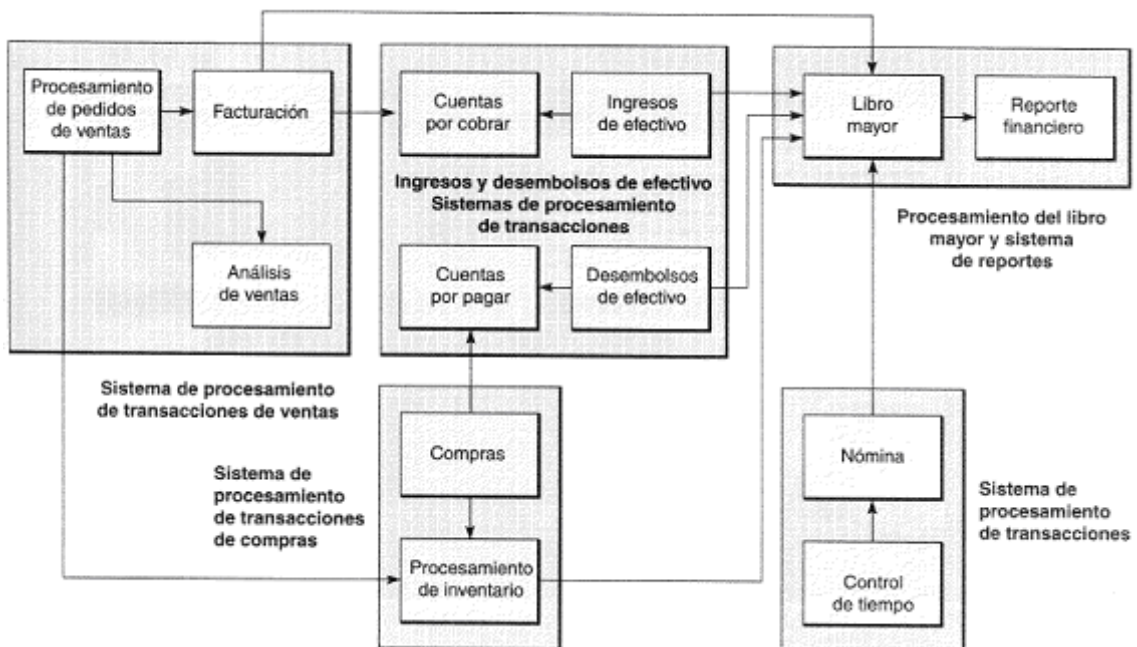 Procesamiento
de pedidos
de ventas
Facturación
Análisis
de ventas
Sistema de procesamiento
de transacciones de ventas
Cuentas
por cobrar
Ingresos
de efectivo
Ingresos y desembolsos de efectivo
Sistemas de procesamiento
de transacciones
Cuentas
por pagar
Desembolsos
de efectivo
Libro
mayor
Reporte
financiero
Procesamiento del libro
mayor y sistema
de reportes
Sistema de
procesamiento
de transacciones
de compras
Compras
Procesamiento
de inventario
Nómina
Control
de tiempo
Sistema de
procesamiento
de transacciones